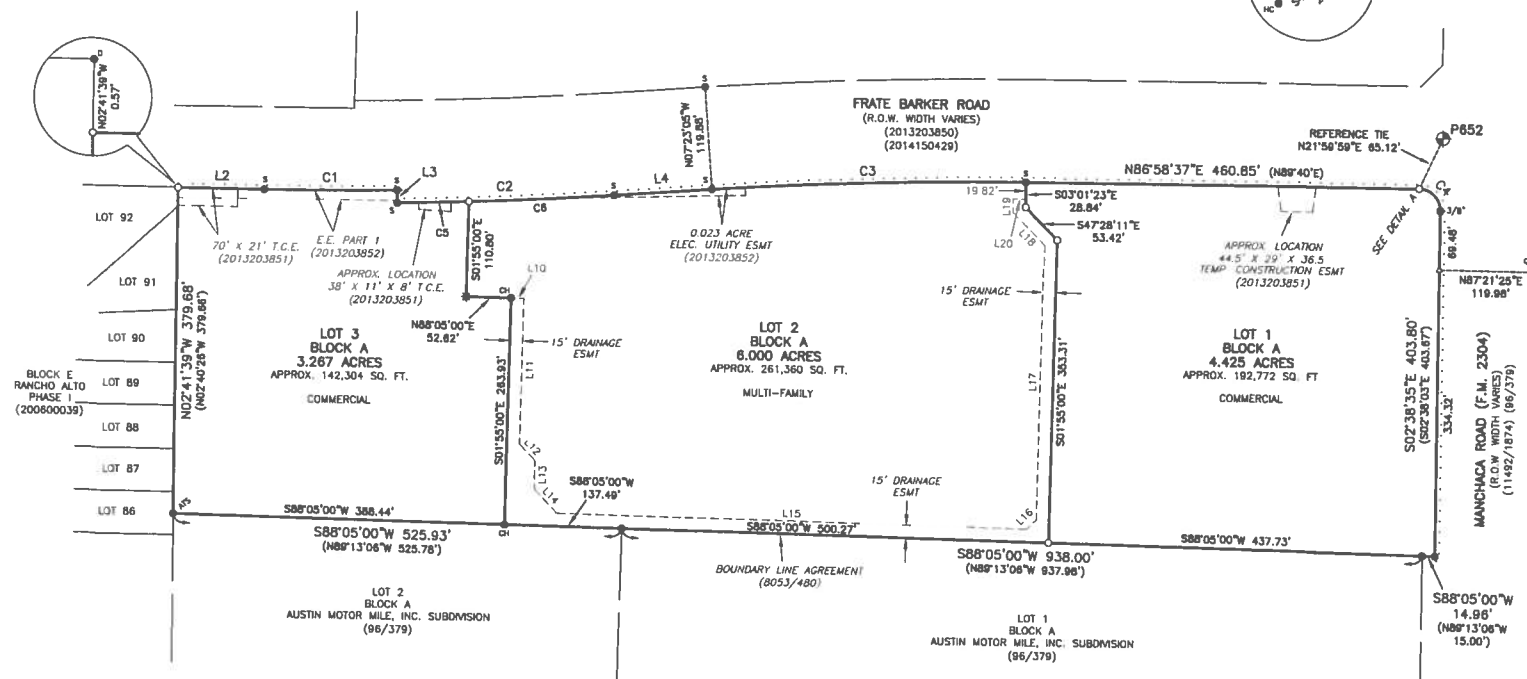 HC
D
N02°41'39"W
0.57'
S
N07°23'05"W
119.88'
FRATE BARKER ROAD
(R.O.W. WIDTH VARIES)
(2013203850)
(2014150429)
REFERENCE TIE
N21°59'59"E 65.12'
P652
L2
S
C1
S
L3
S
C2
C5
S
C6
L4
S
C3
S
N86°58'37"E 460.85' (N89°40'E)
SEE DETAIL A
3/8"
69.48'
LOT 92
70' X 21' T.C.E.
(2013203851)
E.E. PART 1
(2013203852)
APPROX. LOCATION
38' X 11' X 8' T.C.E.
(2013203851)
S01°55'00"E
110.80'
0.023 ACRE
ELEC. UTILITY ESMT
(2013203852)
19.82'
L19
L20
L18
S03°01'23"E
28.84'
S47°28'11"E
53.42'
APPROX LOCATION
44.5' X 29' X 36.5
TEMP CONSTRUCTION ESMT
(2013203851)
N87°21'25"E
119.98'
LOT 91
CH
L10
15' DRAINAGE
ESMT
N88°05'00"E
52.62'
LOT 90
LOT 89
LOT 88
LOT 87
LOT 86
BLOCK E
RANCHO ALTO
PHASE I
(200600039)
N02°41'39"W 379.68'
(N02°40'26"W 379.66')
LOT 3
BLOCK A
3.267 ACRES
APPROX. 142,304 SQ. FT.
COMMERCIAL
S01°55'00"E 263.93'
15' DRAINAGE
ESMT
L11
L12
L13
L14
LOT 2
BLOCK A
6.000 ACRES
APPROX. 261,360 SQ. FT.
MULTI-FAMILY
L17
S01°55'00"E 353.31'
LOT 1
BLOCK A
4.425 ACRES
APPROX. 192,772 SQ. FT
COMMERCIAL
S02°38'35"E 403.80'
(S02°38'03"E 403.67')
334.32'
MANCHACA ROAD (F.M. 2304)
(R.O.W WIDTH VARIES)
(11492/1874) (96/379)
S88°05'00"W 388.44'
S88°05'00"W 525.93'
(N89°13'06"W 525.78')
CH
S88°05'00"W
137.49'
L15
S88°05'00"W 500.27'
15' DRAINAGE
ESMT
L16
BOUNDARY LINE AGREEMENT
(8053/480)
S88°05'00"W 938.00'
(N89°13'06"W 937.98')
S88°05'00"W 437.73'
S88°05'00"W
14.96'
(N89°13'06"W
15.00')
LOT 2
BLOCK A
AUSTIN MOTOR MILE, INC. SUBDIVISION
(96/379)
LOT 1
BLOCK A
AUSTIN MOTOR MILE, INC. SUBDIVISION
(96/379)